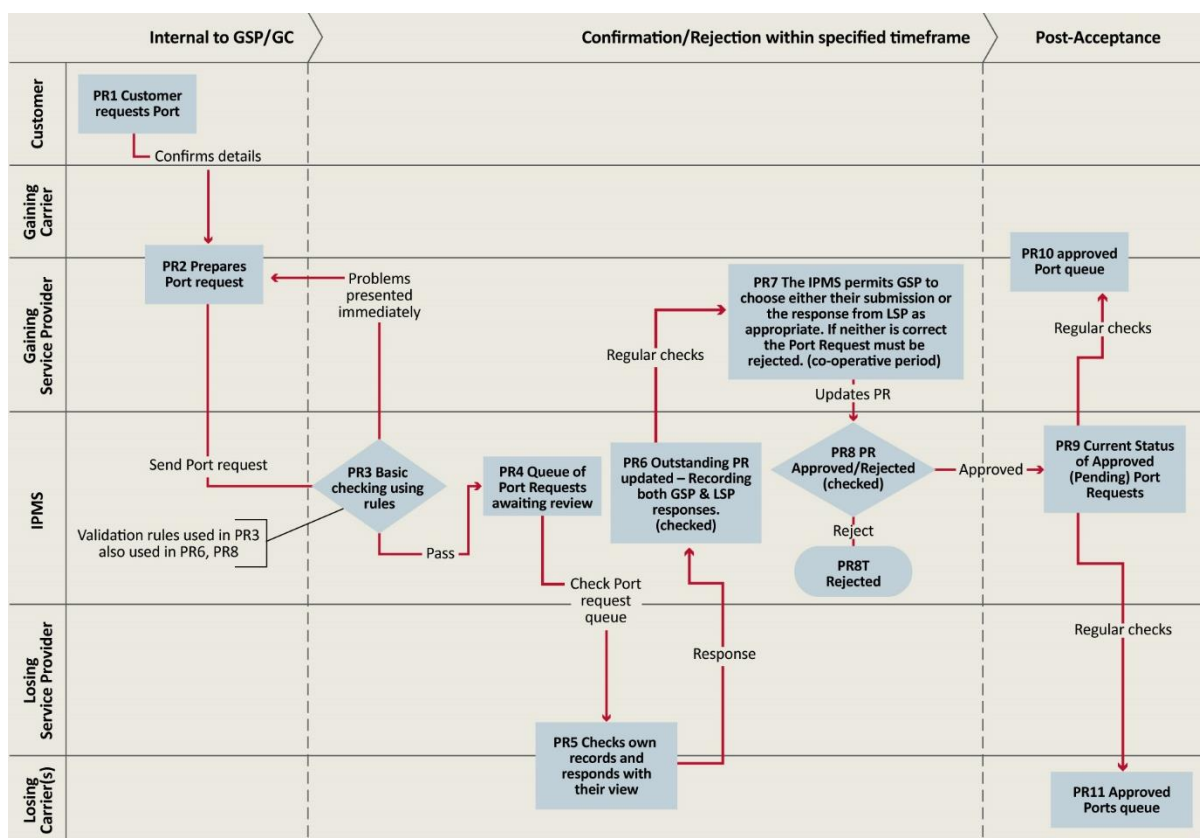 Internal to GSP/GC
Confirmation/Rejection within specified timeframe
Post-Acceptance
Customer
PR1 Customer
requests Port
Confirms details
Gaining
Carrier
Gaining
Service Provider
PR2 Prepares
Port request
Problems
presented
immediately
Regular checks
PR7 The IPMS permits GSP to
choose either their submission or
the response from LSP as
appropriate. If neither is correct
the Port Request must be
rejected. (co-operative period)
Updates PR
PR10 approved
Port queue
Regular checks
IPMS
Send Port request
PR3 Basic
checking using
rules
Validation rules used in PR3
also used in PR6, PR8
Pass
PR4 Queue of
Port Requests
awaiting review
Check Port
request
queue
PR6 Outstanding PR
updated – Recording
both GSP & LSP
responses.
(checked)
PR8 PR
Approved/Rejected
(checked)
Approved
Reject
PR8T
Rejected
PR9 Current Status
of Approved
(Pending) Port
Requests
Losing
Service Provider
Response
Regular checks
PR5 Checks own
records and
responds with
their view
Losing
Carrier(s)
PR11 Approved
Ports queue